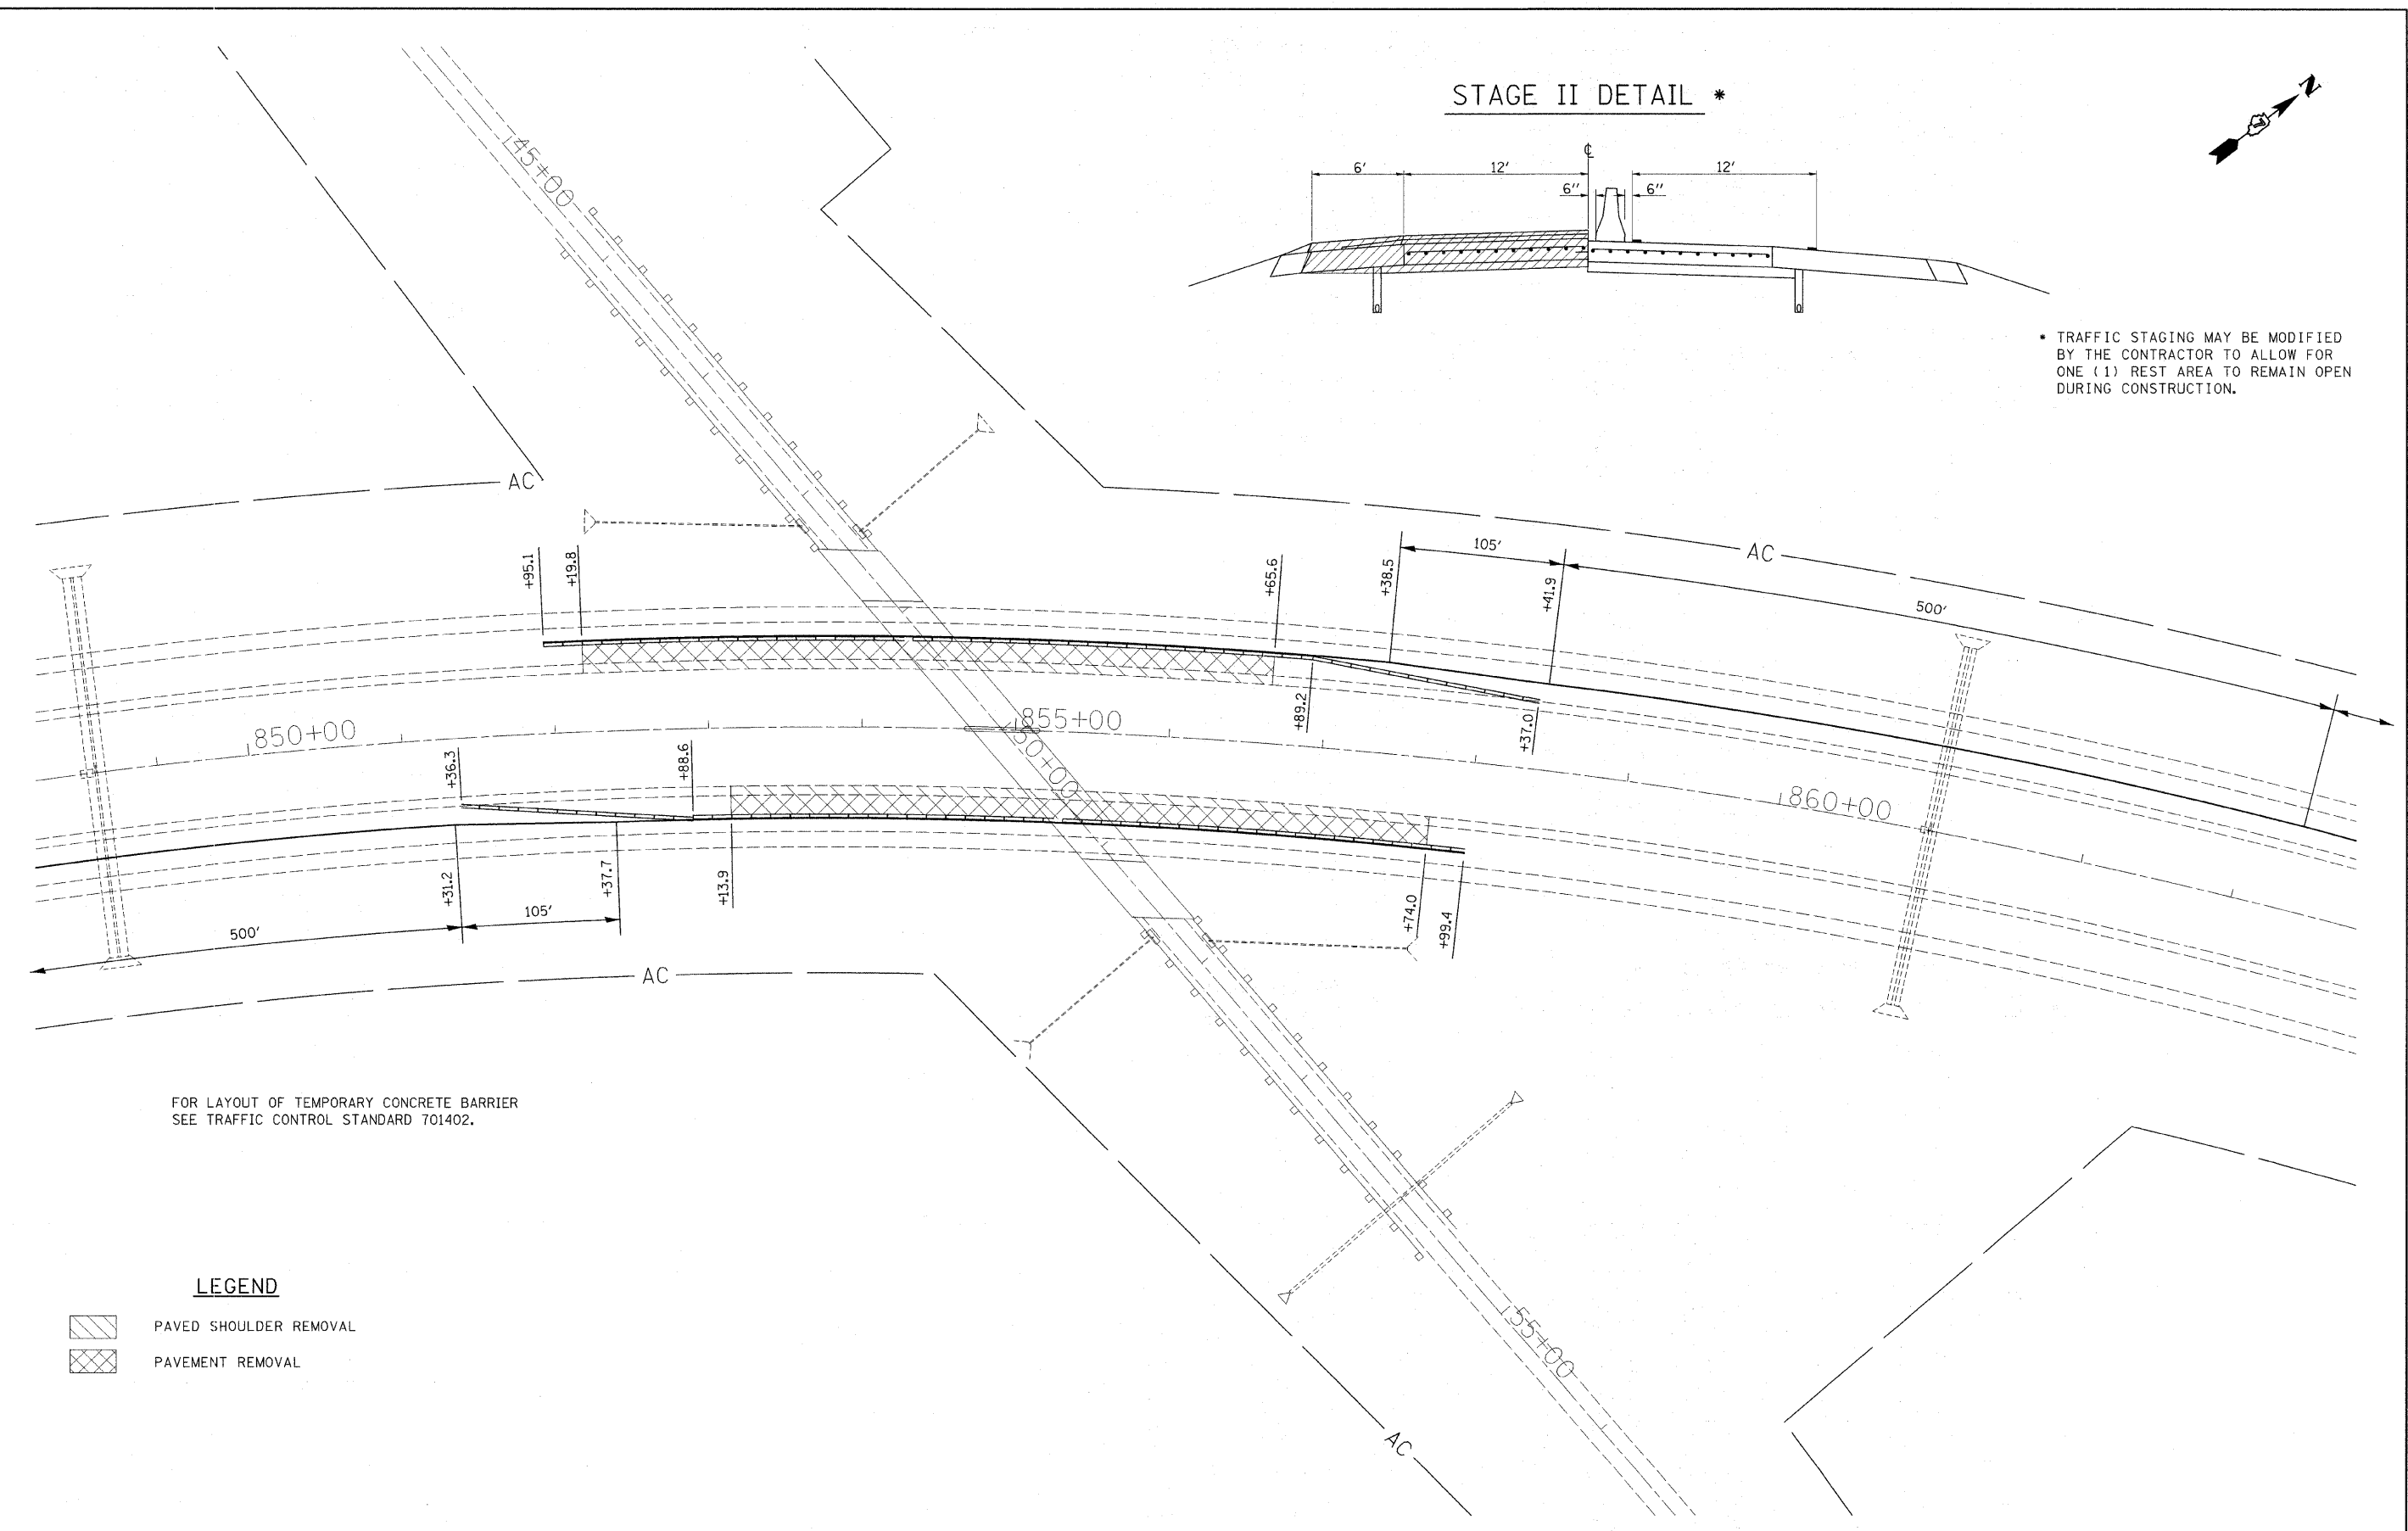 STAGE II DETAIL *
N
℄
6'
12'
12'
6"
6"
* TRAFFIC STAGING MAY BE MODIFIED
BY THE CONTRACTOR TO ALLOW FOR
ONE (1) REST AREA TO REMAIN OPEN
DURING CONSTRUCTION.
45+00
AC
AC
+95.1
+19.8
+65.6
+38.5
105'
+41.9
500'
+89.2
+37.0
850+00
855+00
50+00
860+00
+36.3
+88.6
+31.2
+37.7
+13.9
+74.0
+99.4
500'
105'
AC
FOR LAYOUT OF TEMPORARY CONCRETE BARRIER
SEE TRAFFIC CONTROL STANDARD 701402.
LEGEND
PAVED SHOULDER REMOVAL
PAVEMENT REMOVAL
55+00
AC